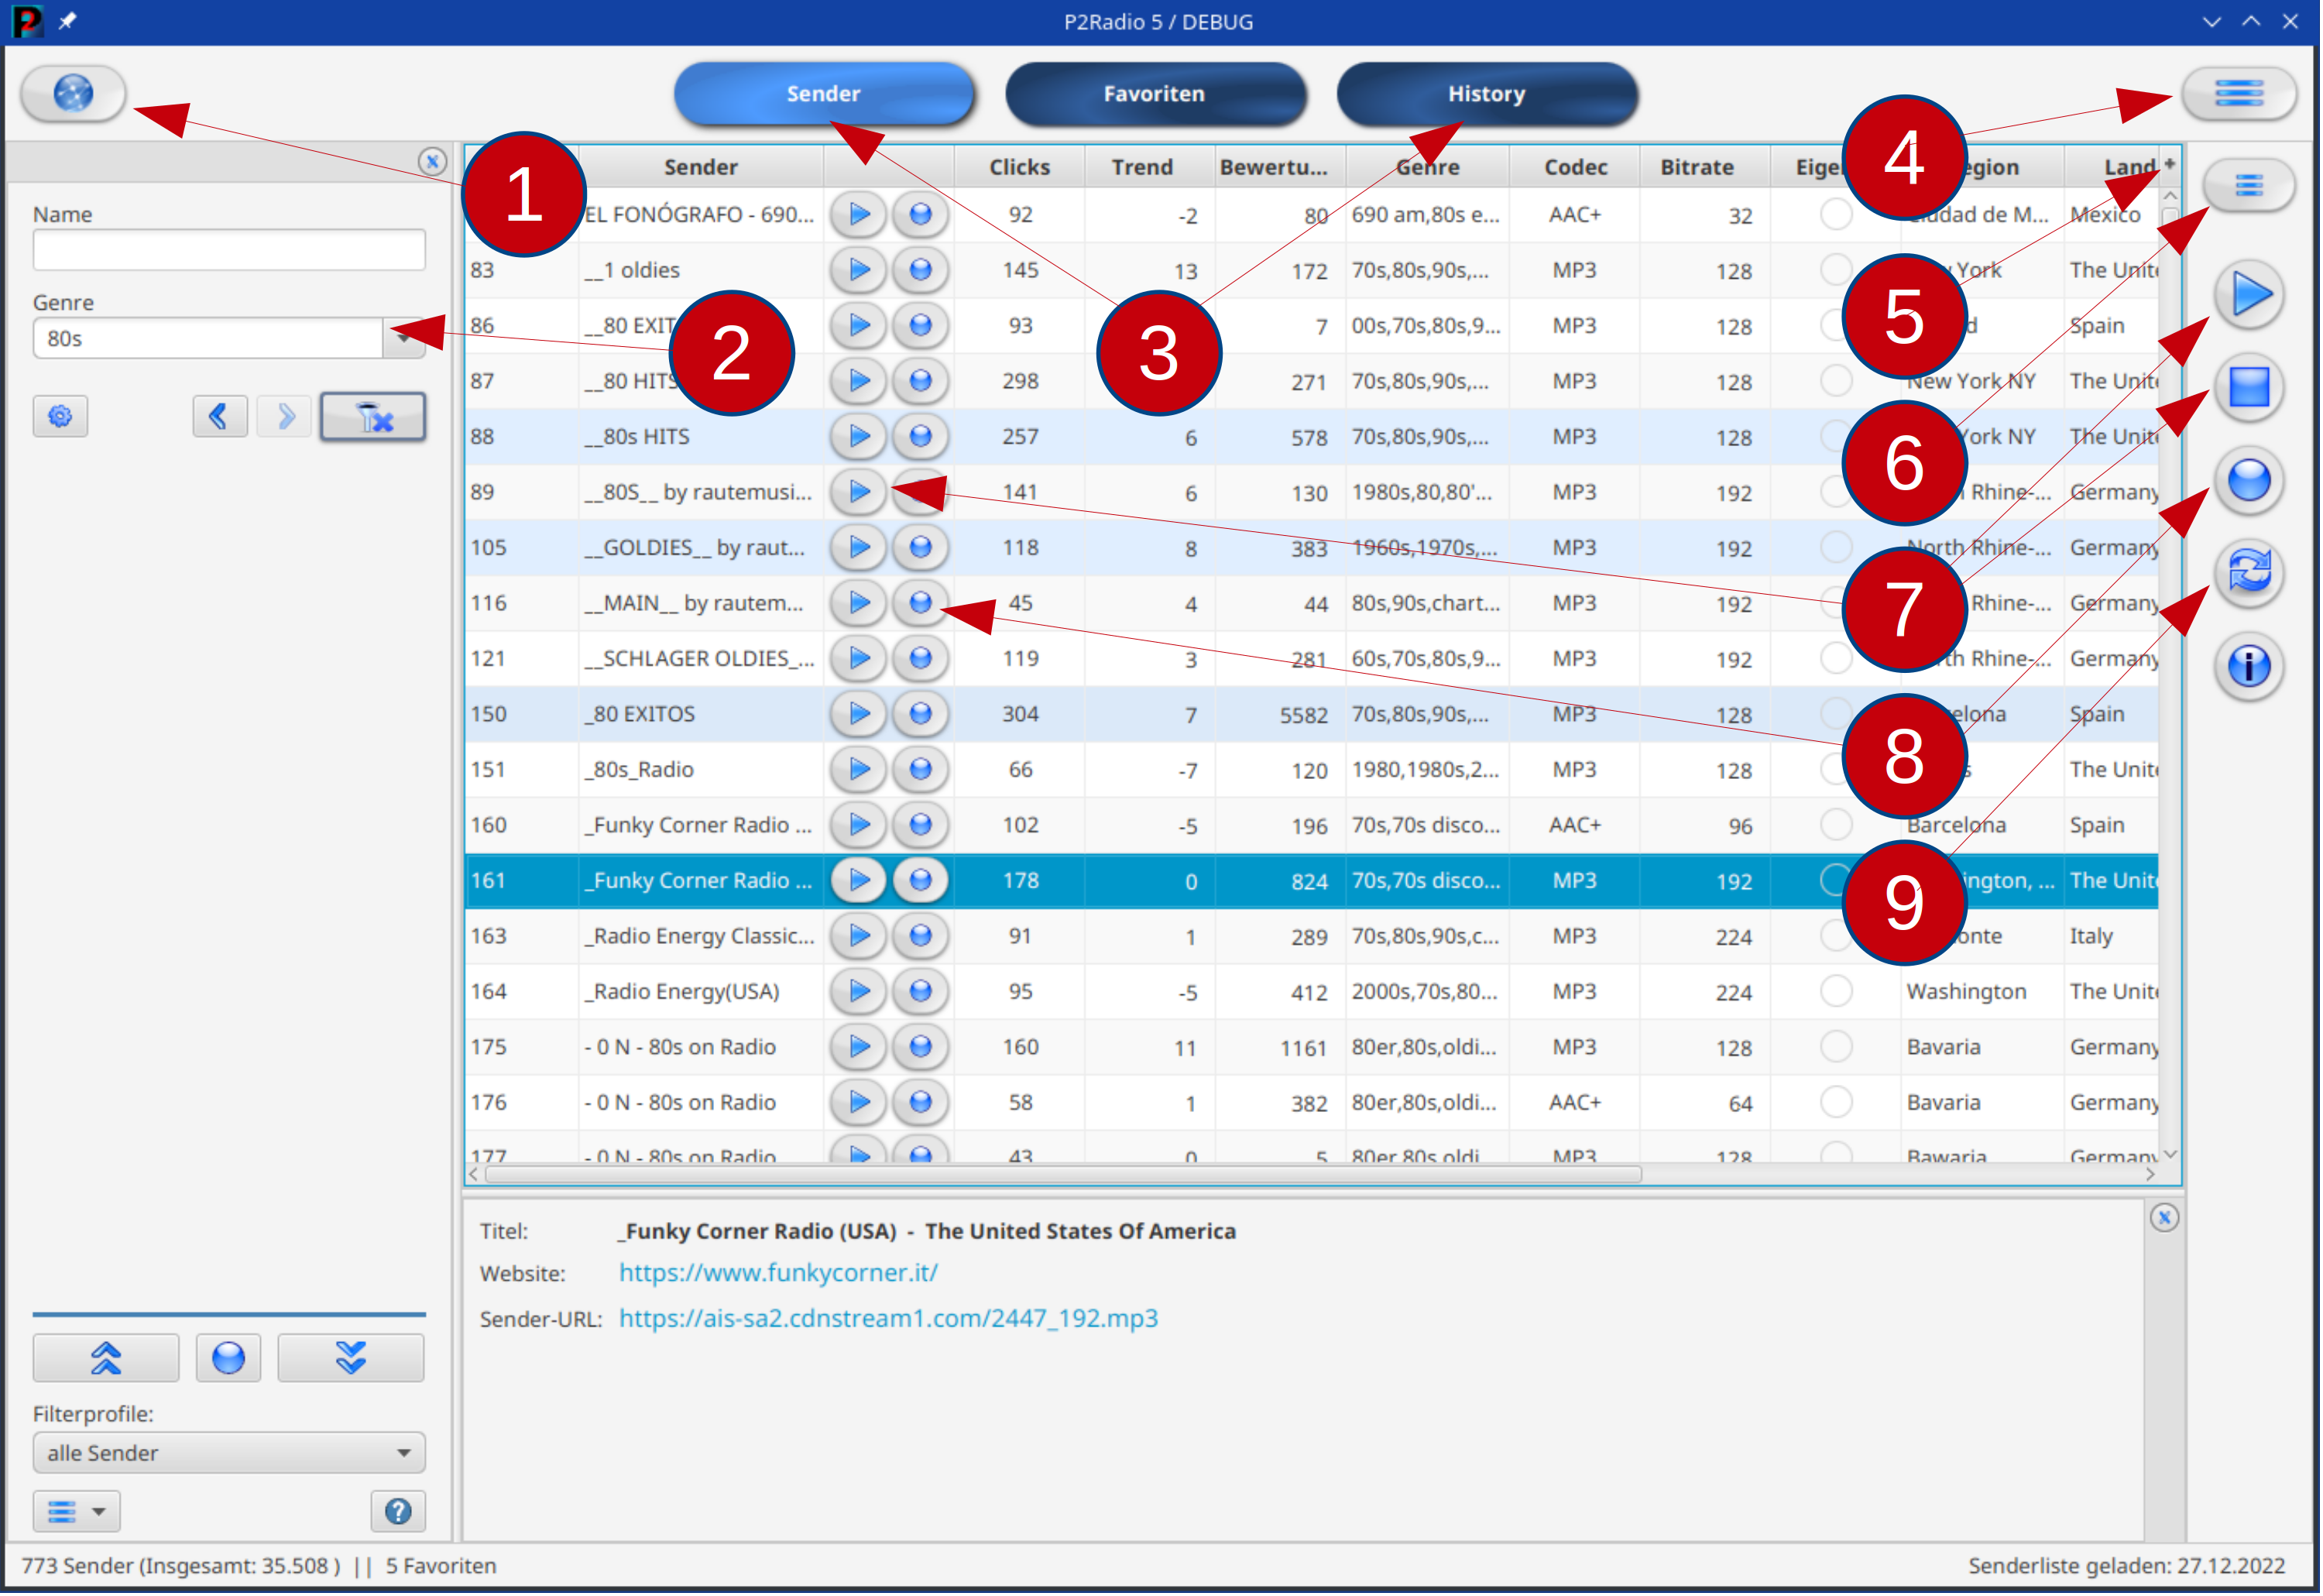 P2Radio 5 / DEBUG
Sender Favoriten History
Name
Genre
80s
Sender Clicks Trend Bewertu... Genre Codec Bitrate Land +
EL FONÓGRAFO - 690... 92 -2 80 690 am,80s e... AAC+ 32 Ciudad de M... Mexico
83 __1 oldies 145 13 172 70s,80s,90s,... MP3 128 York The Unit
86 __80 EXIT 93 7 00s,70s,80s,9... MP3 128 Spain
87 __80 HITS 298 271 70s,80s,90s,... MP3 128 New York NY The Unit
88 __80s HITS 257 6 578 70s,80s,90s,... MP3 128 York NY The Unit
89 __80S__ by rautemusi... 141 6 130 1980s,80,80'... MP3 192 Rhine-... Germany
105 __GOLDIES__ by raut... 118 8 383 1960s,1970s,... MP3 192 North Rhine-... Germany
116 __MAIN__ by rautem... 45 4 44 80s,90s,chart... MP3 192 Rhine-... Germany
121 __SCHLAGER OLDIES_... 119 3 281 60s,70s,80s,9... MP3 192 Rhine-... Germany
150 _80 EXITOS 304 7 5582 70s,80s,90s,... MP3 128 Spain
151 _80s_Radio 66 -7 120 1980,1980s,2... MP3 128 The Unit
160 _Funky Corner Radio ... 102 -5 196 70s,70s disco... AAC+ 96 Barcelona Spain
161 _Funky Corner Radio ... 178 0 824 70s,70s disco... MP3 192 ington, ... The Unit
163 _Radio Energy Classic... 91 1 289 70s,80s,90s,c... MP3 224 Italy
164 _Radio Energy(USA) 95 -5 412 2000s,70s,80... MP3 224 Washington The Unit
175 - 0 N - 80s on Radio 160 11 1161 80er,80s,oldi... MP3 128 Bavaria Germany
176 - 0 N - 80s on Radio 58 1 382 80er,80s,oldi... AAC+ 64 Bavaria Germany
177 - 0 N - 80s on Radio 43 0 5 80er,80s,oldi... MP3 128 Bawaria Germany
1
2
3
4
5
6
7
8
9
Titel: _Funky Corner Radio (USA) - The United States Of America
Website: https://www.funkycorner.it/
Sender-URL: https://ais-sa2.cdnstream1.com/2447_192.mp3
Filterprofile:
alle Sender
773 Sender (Insgesamt: 35.508 ) || 5 Favoriten
Senderliste geladen: 27.12.2022